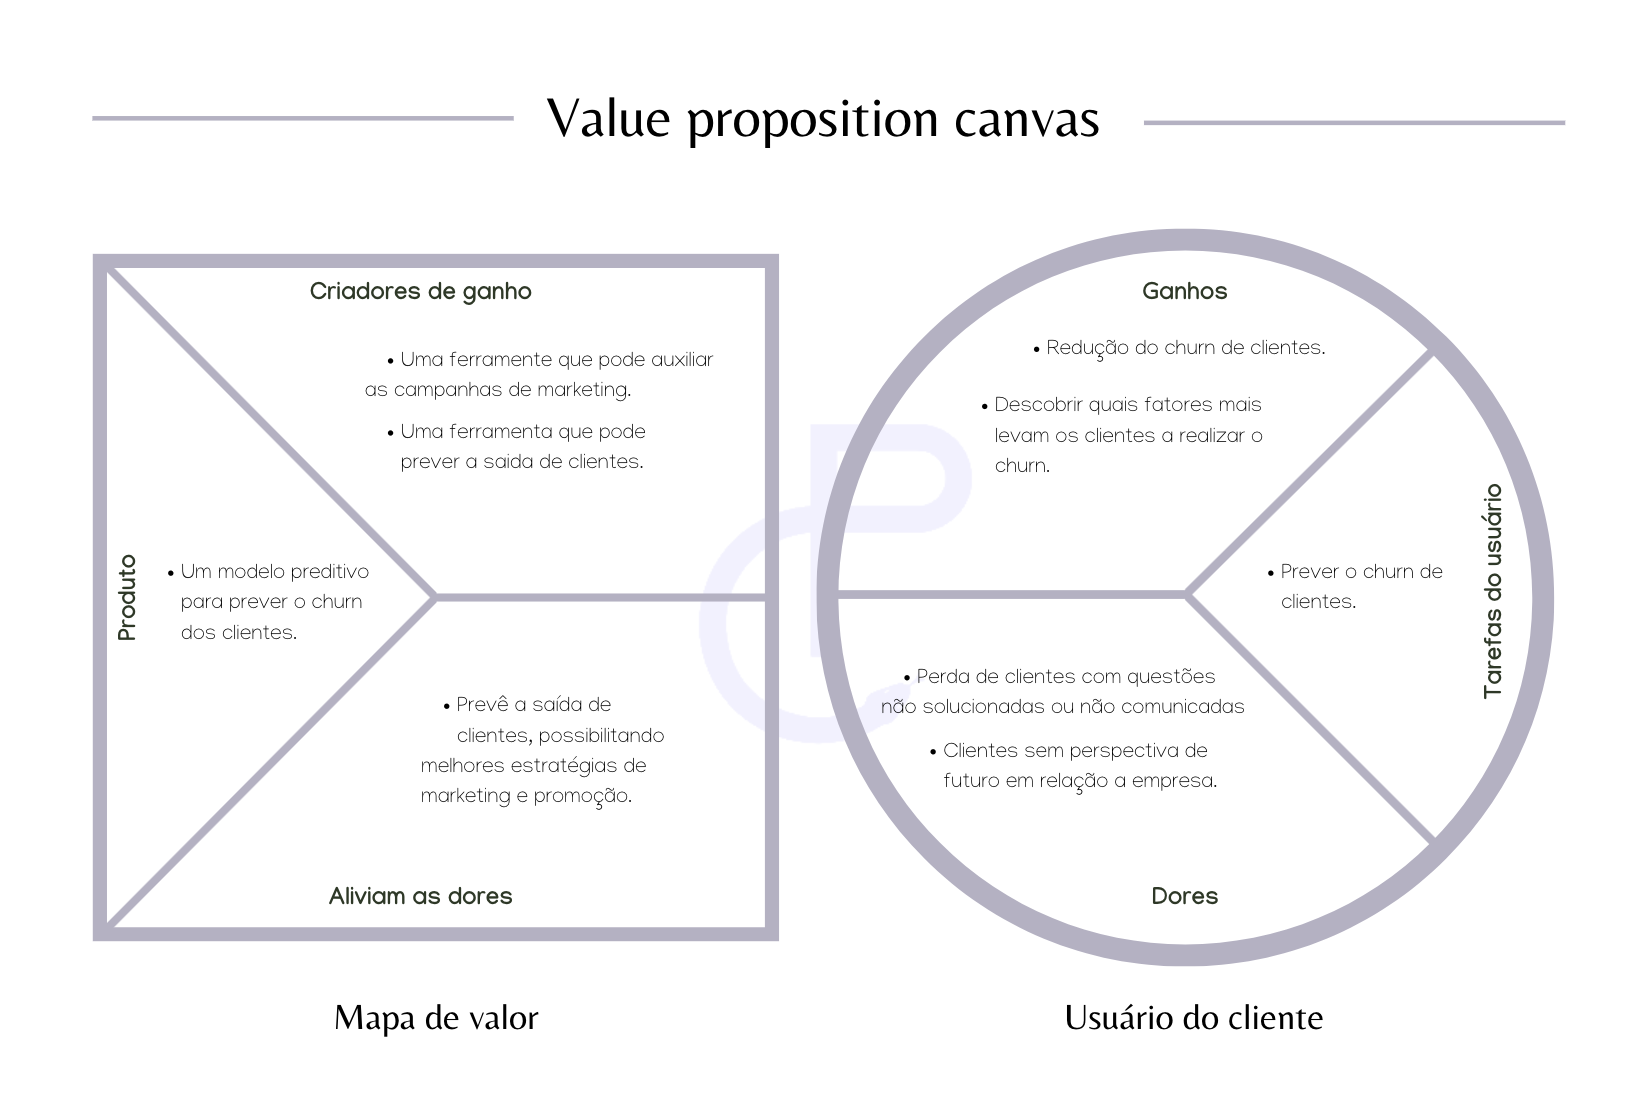 Value proposition canvas
Criadores de ganho
• Uma ferramente que pode auxiliar
as campanhas de marketing.
• Uma ferramenta que pode
prever a saida de clientes.
Produto
• Um modelo preditivo
para prever o churn
dos clientes.
• Prevê a saída de
clientes, possibilitando
melhores estratégias de
marketing e promoção.
Aliviam as dores
Mapa de valor
Ganhos
• Redução do churn de clientes.
• Descobrir quais fatores mais
levam os clientes a realizar o
churn.
• Prever o churn de
clientes.
Tarefas do usuário
• Perda de clientes com questões
não solucionadas ou não comunicadas
• Clientes sem perspectiva de
futuro em relação a empresa.
Dores
Usuário do cliente